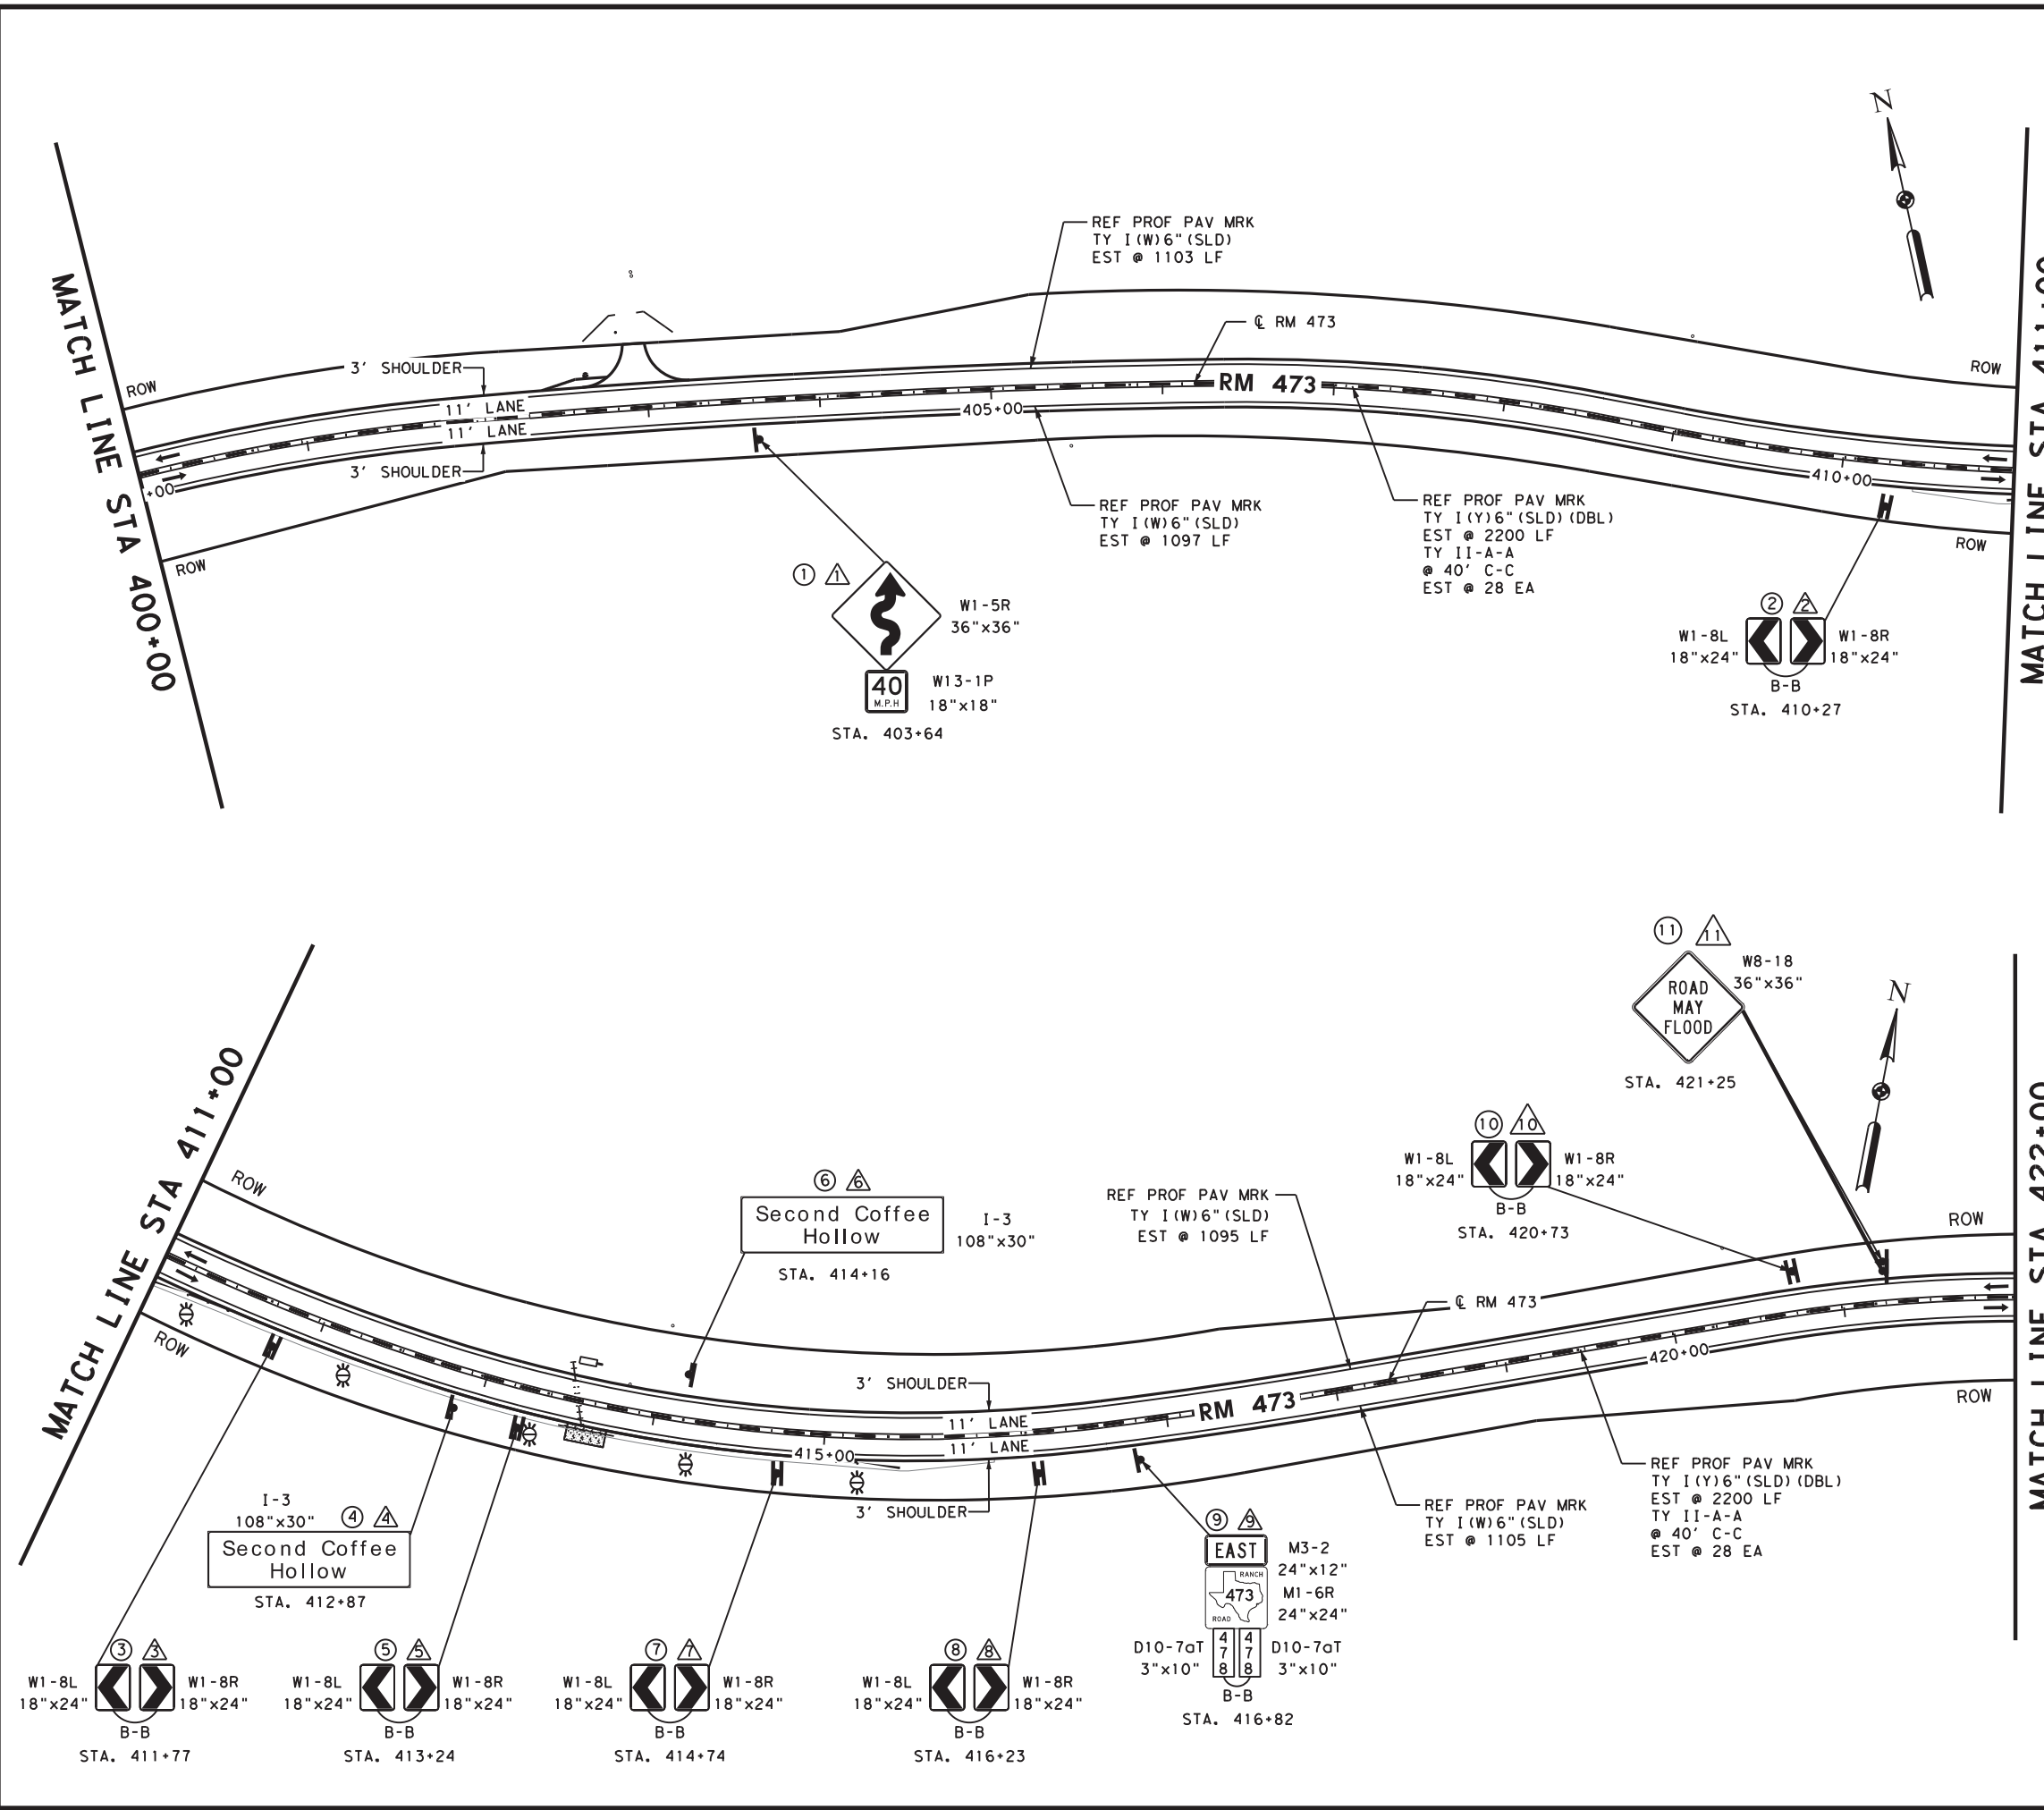 N
REF PROF PAV MRK
TY I(W)6"(SLD)
EST @ 1103 LF
℄ RM 473
MATCH LINE STA 400+00
ROW
3' SHOULDER
11' LANE
11' LANE
3' SHOULDER
+00
ROW
405+00
RM 473
410+00
ROW
ROW
MATCH LINE STA 411+00
REF PROF PAV MRK
TY I(W)6"(SLD)
EST @ 1097 LF
REF PROF PAV MRK
TY I(Y)6"(SLD)(DBL)
EST @ 2200 LF
TY II-A-A
@ 40' C-C
EST @ 28 EA
1 1
W1-5R
36"x36"
40
M.P.H
W13-1P
18"x18"
STA. 403+64
2 2
W1-8L
18"x24"
W1-8R
18"x24"
B-B
STA. 410+27
11 11
W8-18
36"x36"
ROAD
MAY
FLOOD
STA. 421+25
N
10 10
W1-8L
18"x24"
W1-8R
18"x24"
B-B
STA. 420+73
MATCH LINE STA 411+00
ROW
ROW
6 6
Second Coffee
Hollow
I-3
108"x30"
STA. 414+16
REF PROF PAV MRK
TY I(W)6"(SLD)
EST @ 1095 LF
℄ RM 473
ROW
ROW
MATCH LINE STA 422+00
3' SHOULDER
11' LANE
11' LANE
3' SHOULDER
415+00
RM 473
420+00
REF PROF PAV MRK
TY I(W)6"(SLD)
EST @ 1105 LF
REF PROF PAV MRK
TY I(Y)6"(SLD)(DBL)
EST @ 2200 LF
TY II-A-A
@ 40' C-C
EST @ 28 EA
I-3
108"x30"
4 4
Second Coffee
Hollow
STA. 412+87
9 9
EAST
M3-2
24"x12"
RANCH
473
ROAD
M1-6R
24"x24"
D10-7aT
3"x10"
4 4
7 7
8 8
D10-7aT
3"x10"
B-B
STA. 416+82
3 3
W1-8L
18"x24"
W1-8R
18"x24"
B-B
STA. 411+77
5 5
W1-8L
18"x24"
W1-8R
18"x24"
B-B
STA. 413+24
7 7
W1-8L
18"x24"
W1-8R
18"x24"
B-B
STA. 414+74
8 8
W1-8L
18"x24"
W1-8R
18"x24"
B-B
STA. 416+23